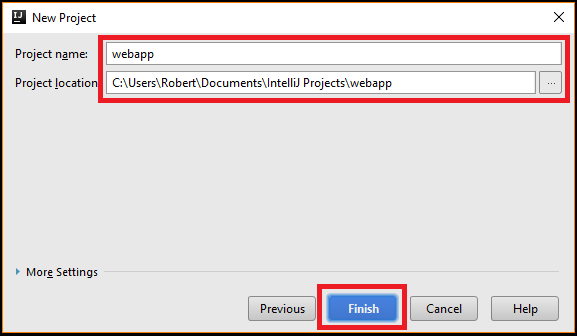 IJ New Project
Project name: webapp
Project location: C:\Users\Robert\Documents\IntelliJ Projects\webapp ...
More Settings
Previous Finish Cancel Help